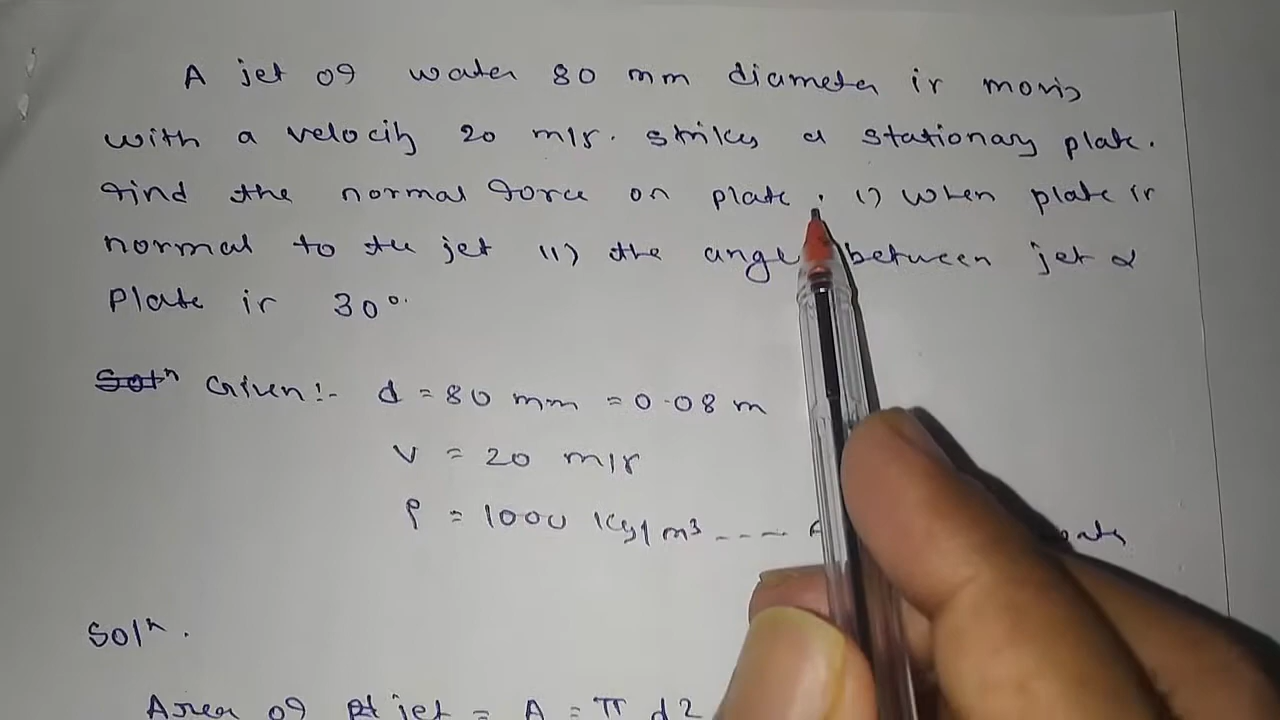 A jet of water 80 mm diameter is moving
with a velocity 20 m/s. strikes a stationary plate.
find the normal force on plate. i) when plate is
normal to the jet ii) the angle between jet &
plate is 30°.
Given:- d = 80 mm = 0.08 m
V = 20 m/s
ρ = 1000 Kg/m³ ----
Solⁿ.
Area of jet = A = π d2